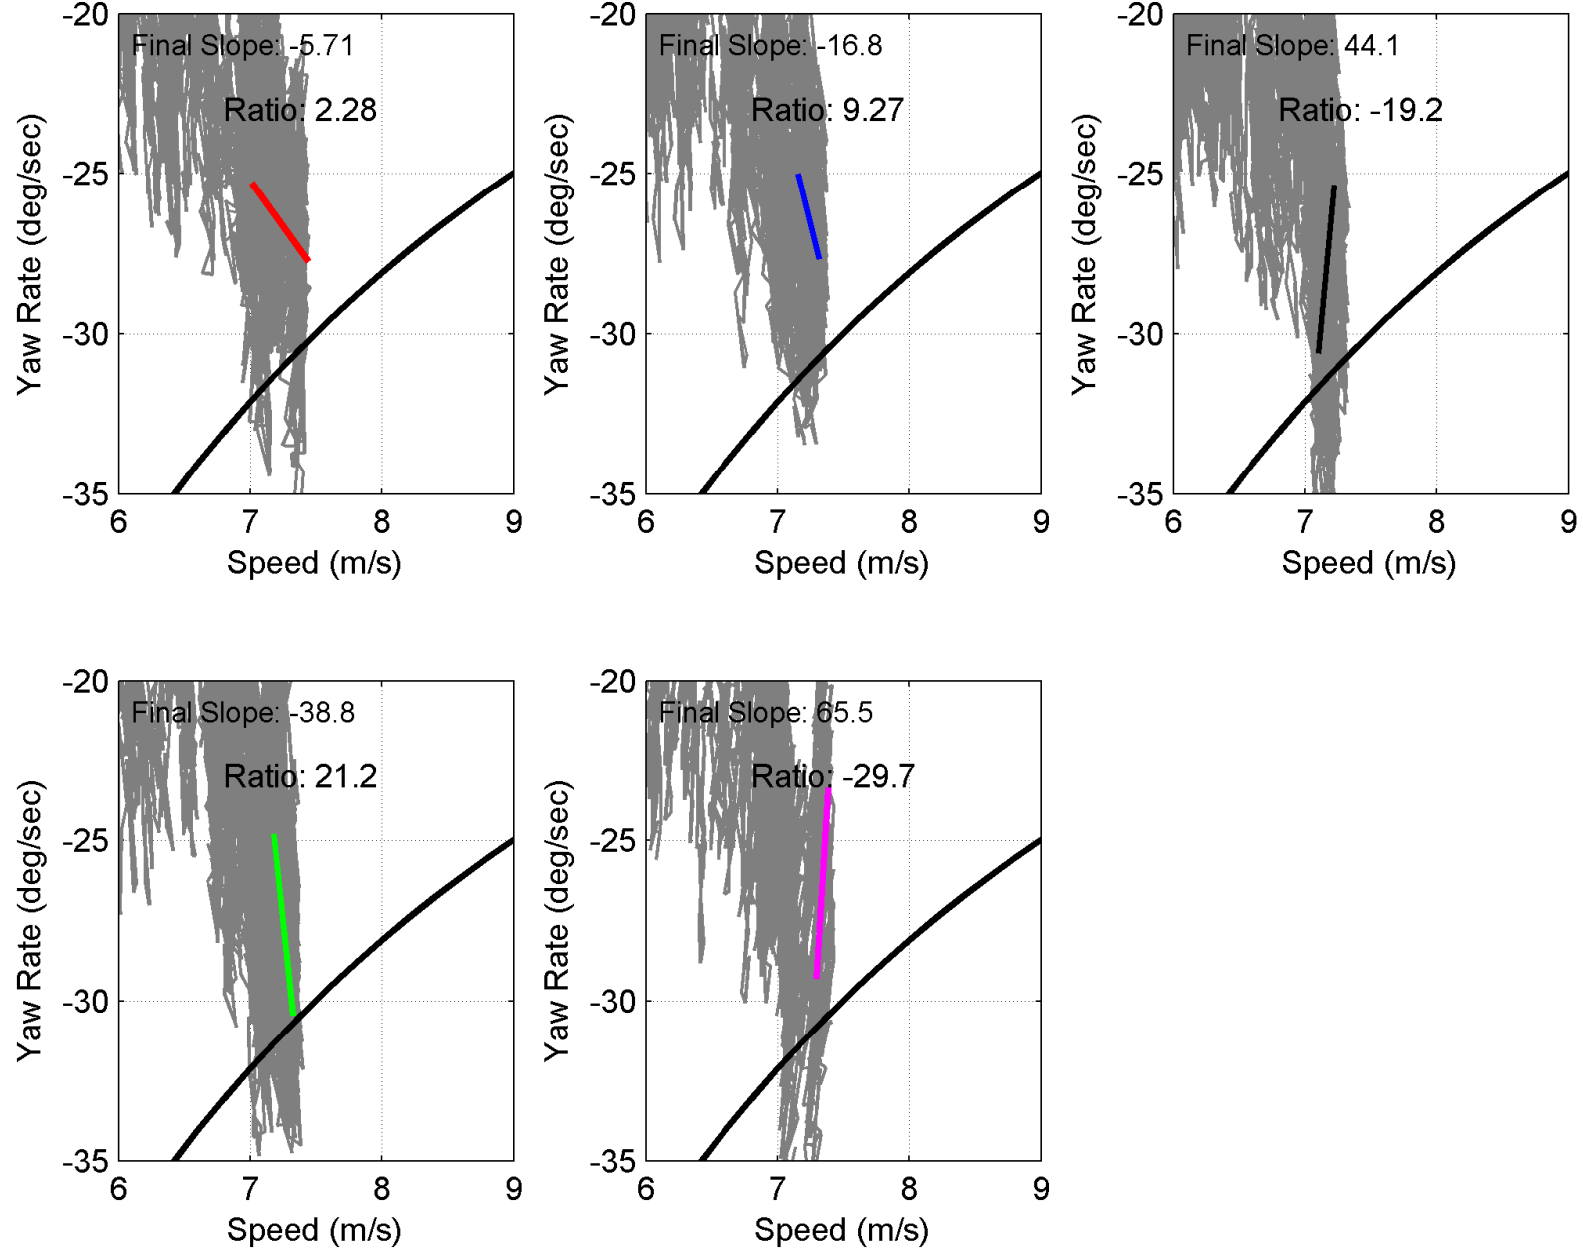 -20
Final Slope: -5.71
Ratio: 2.28
-25
-30
-35
6 7 8 9
Yaw Rate (deg/sec)
Speed (m/s)
-20
Final Slope: -16.8
Ratio: 9.27
-25
-30
-35
6 7 8 9
Yaw Rate (deg/sec)
Speed (m/s)
-20
Final Slope: 44.1
Ratio: -19.2
-25
-30
-35
6 7 8 9
Yaw Rate (deg/sec)
Speed (m/s)
-20
Final Slope: -38.8
Ratio: 21.2
-25
-30
-35
6 7 8 9
Yaw Rate (deg/sec)
Speed (m/s)
-20
Final Slope: 65.5
Ratio: -29.7
-25
-30
-35
6 7 8 9
Yaw Rate (deg/sec)
Speed (m/s)